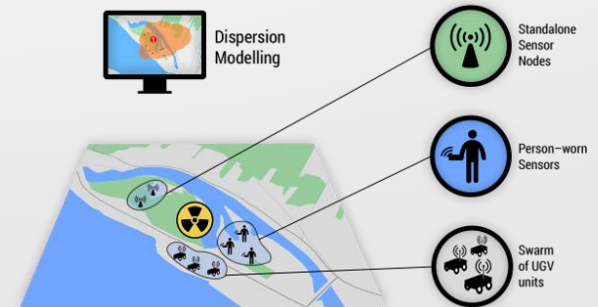 Dispersion
Modelling
Standalone
Sensor
Nodes
Person-worn
Sensors
Swarm
of UGV
units